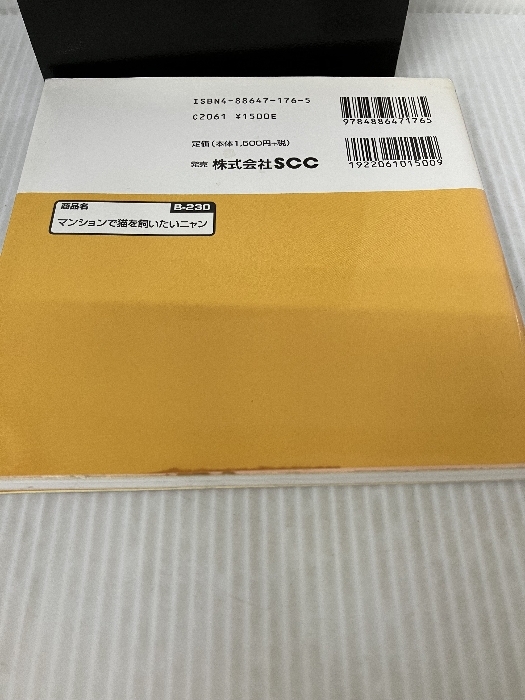 ISBN4-88647-176-5
C2061 ¥1500E
9784886471765
定価(本体1,500円+税)
発売 株式会社SCC
1922061015009
商品名 B-230
マンションで猫を飼いたいニャン